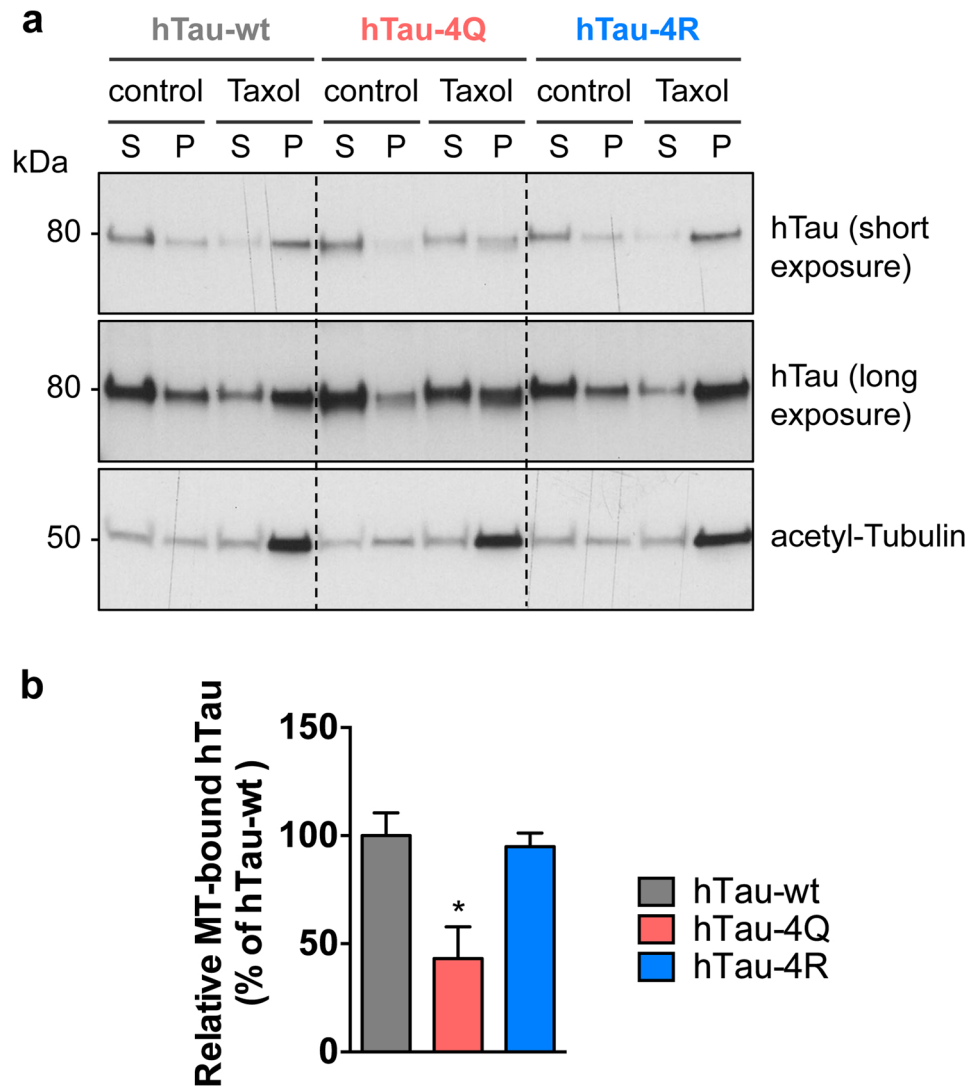 a
hTau-wt hTau-4Q hTau-4R
control Taxol control Taxol control Taxol
kDa S P S P S P S P S P S P
80 hTau (short
exposure)
80 hTau (long
exposure)
50 acetyl-Tubulin
b
Relative MT-bound hTau
(% of hTau-wt )
150
100
50
0
*
hTau-wt
hTau-4Q
hTau-4R